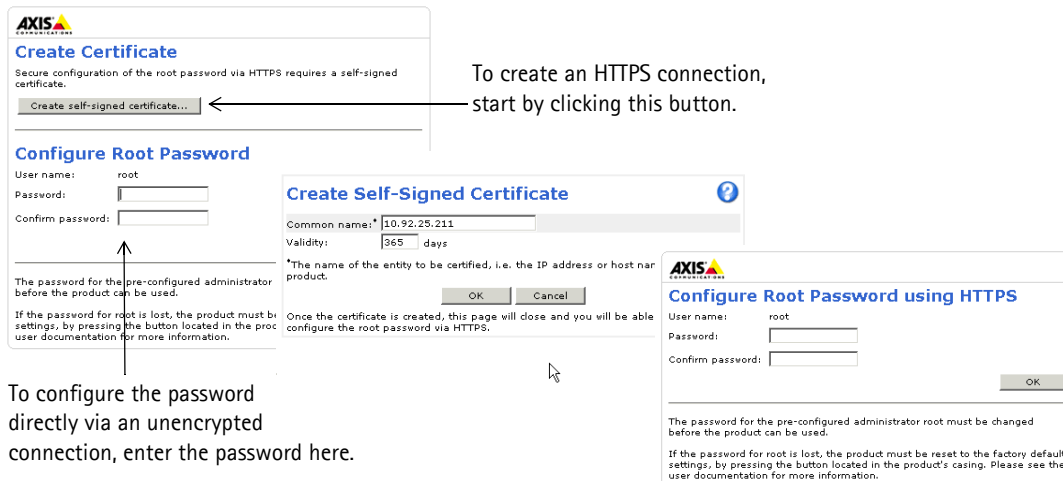 AXIS
COMMUNICATIONS
Create Certificate
Secure configuration of the root password via HTTPS requires a self-signed
certificate.
Create self-signed certificate...
To create an HTTPS connection,
start by clicking this button.
Configure Root Password
User name: root
Password:
Confirm password:
The password for the pre-configured administrator
before the product can be used.
If the password for root is lost, the product must be
settings, by pressing the button located in the
user documentation for more information.
To configure the password
directly via an unencrypted
connection, enter the password here.
Create Self-Signed Certificate
?
Common name:* 10.92.25.211
Validity: 365 days
*The name of the entity to be certified, i.e. the IP address or host
product.
OK Cancel
Once the certificate is created, this page will close and you will be able
configure the root password via HTTPS.
AXIS
COMMUNICATIONS
Configure Root Password using HTTPS
User name: root
Password:
Confirm password:
OK
The password for the pre-configured administrator root must be changed
before the product can be used.
If the password for root is lost, the product must be reset to the factory default
settings, by pressing the button located in the product's casing. Please see the
user documentation for more information.